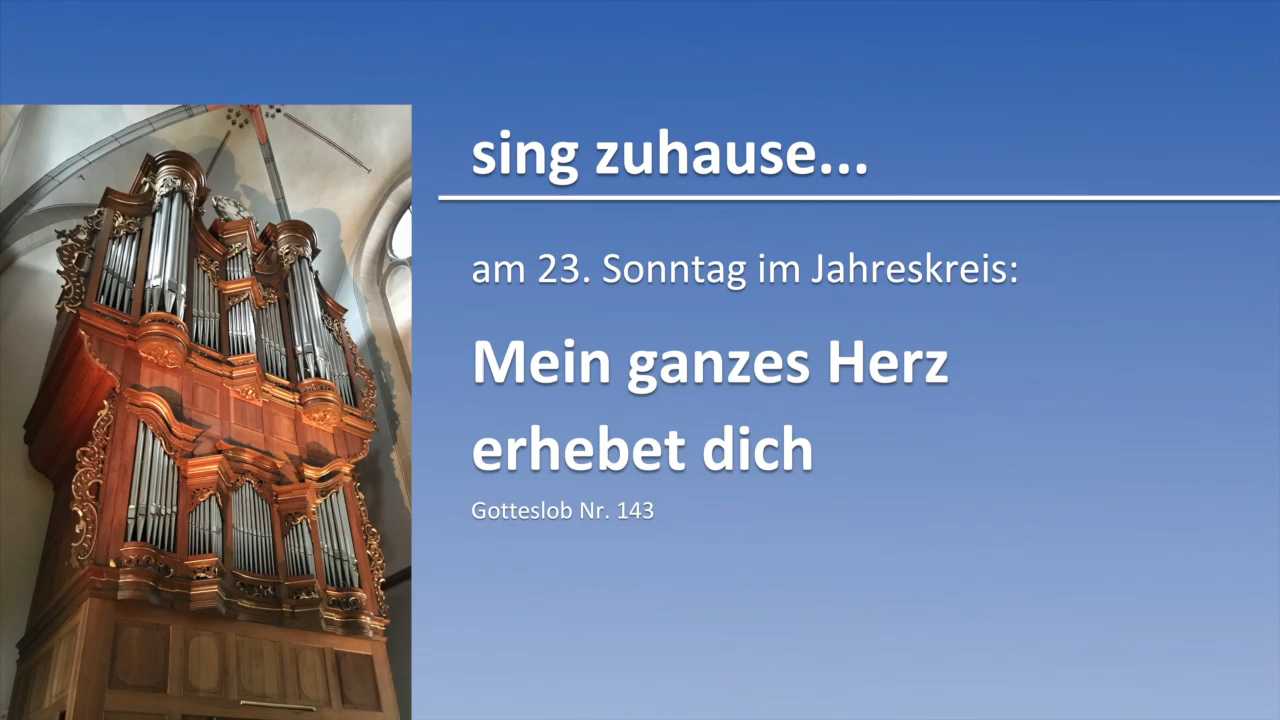 sing zuhause...
am 23. Sonntag im Jahreskreis:
Mein ganzes Herz
erhebet dich
Gotteslob Nr. 143